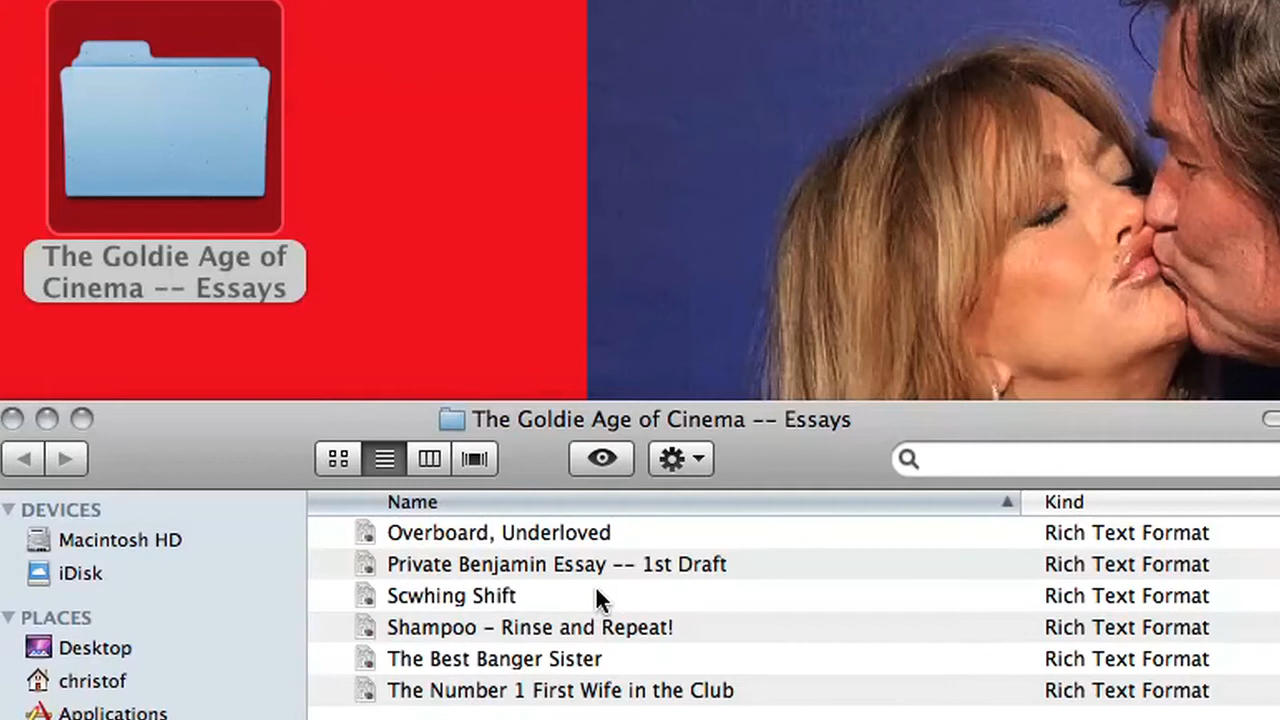 The Goldie Age of
Cinema -- Essays
The Goldie Age of Cinema -- Essays
Name
Kind
DEVICES
Macintosh HD
iDisk
PLACES
Desktop
christof
Applications
Overboard, Underloved
Rich Text Format
Private Benjamin Essay -- 1st Draft
Rich Text Format
Scwhing Shift
Rich Text Format
Shampoo - Rinse and Repeat!
Rich Text Format
The Best Banger Sister
Rich Text Format
The Number 1 First Wife in the Club
Rich Text Format